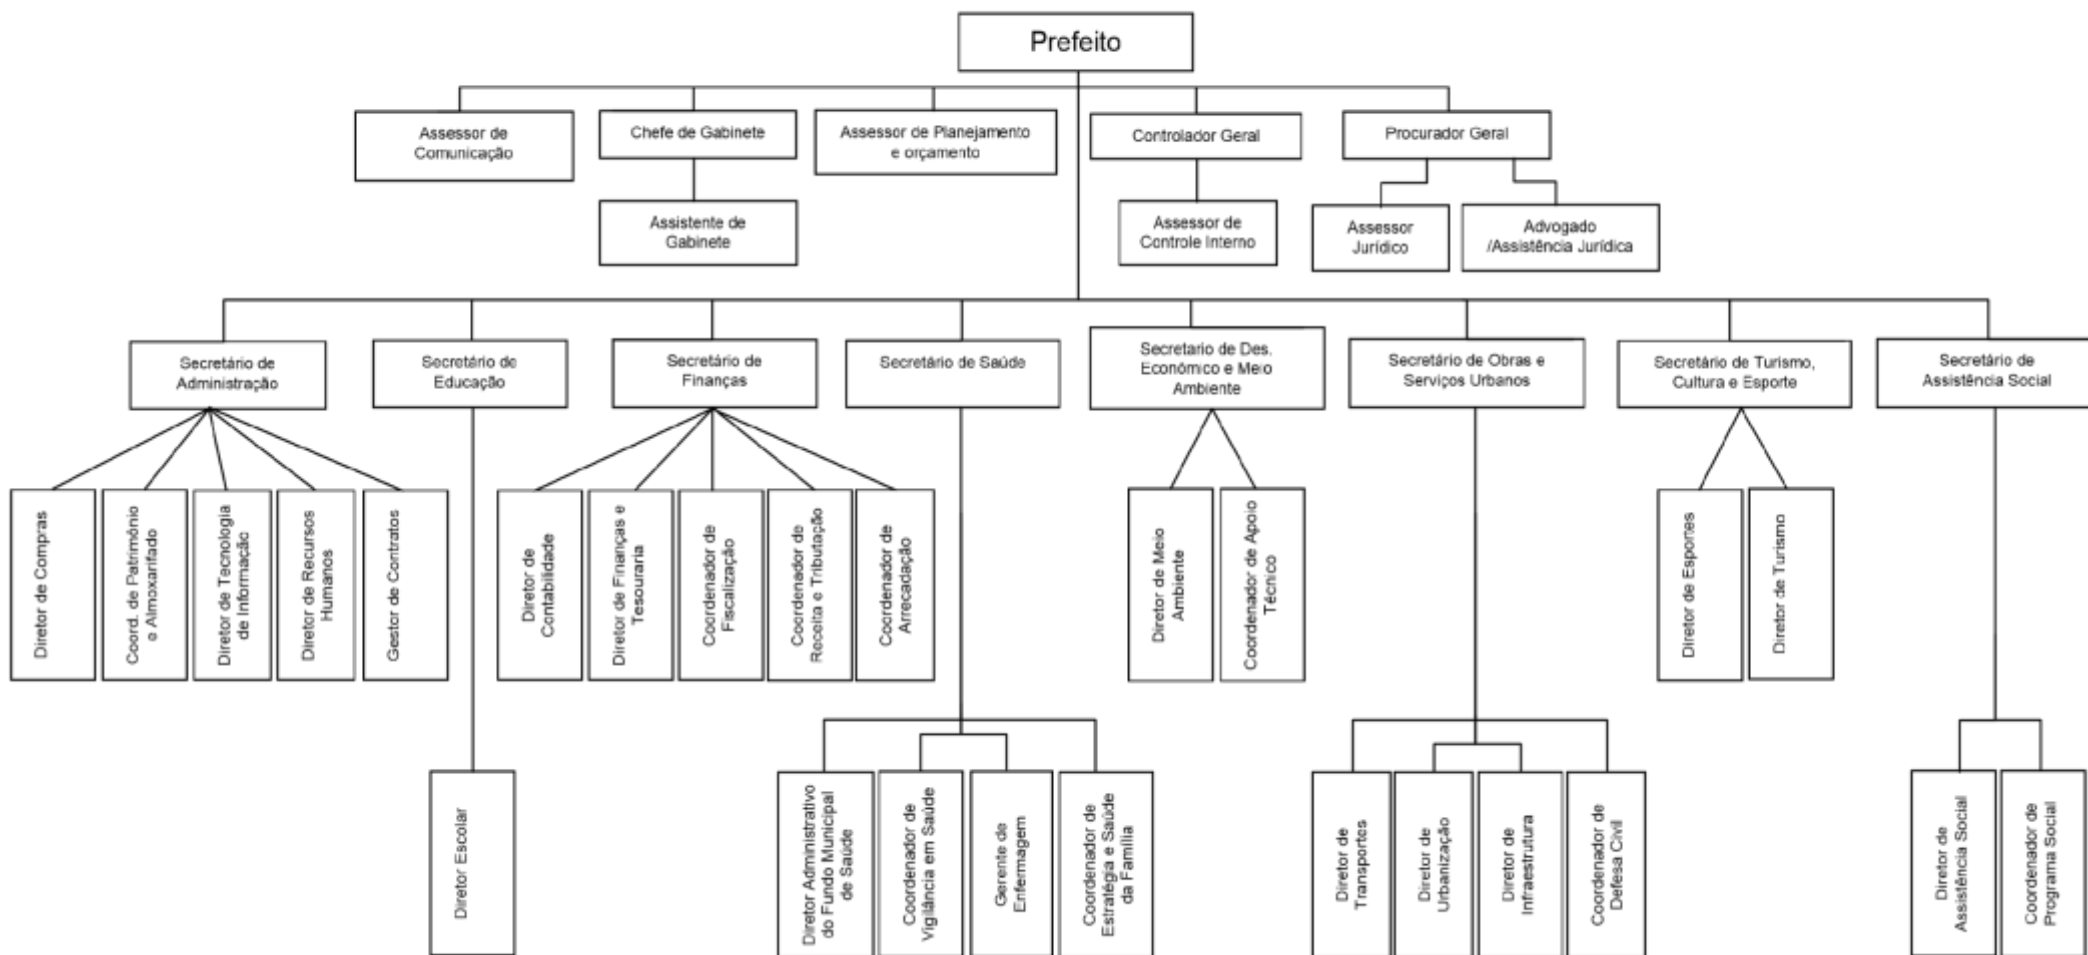 Prefeito
Assessor de
Comunicação
Chefe de Gabinete
Assessor de Planejamento
e orçamento
Controlador Geral
Procurador Geral
Assistente de
Gabinete
Assessor de
Controle Interno
Assessor
Jurídico
Advogado
/Assistência Jurídica
Secretário de
Administração
Secretário de
Educação
Secretário de
Finanças
Secretário de Saúde
Secretario de Des.
Econômico e Meio
Ambiente
Secretário de Obras e
Serviços Urbanos
Secretário de Turismo,
Cultura e Esporte
Secretário de
Assistência Social
Diretor de Compras
Coord. de Patrimônio
e Almoxarifado
Diretor de Tecnologia
de Informação
Diretor de Recursos
Humanos
Gestor de Contratos
Diretor de
Contabilidade
Diretor de Finanças e
Tesouraria
Coordenador de
Fiscalização
Coordenador de
Receita e Tributação
Coordenador de
Arrecadação
Diretor de Meio
Ambiente
Coordenador de Apoio
Técnico
Diretor de Esportes
Diretor de Turismo
Diretor Escolar
Diretor Administrativo
do Fundo Municipal
de Saúde
Coordenador de
Vigilância em Saúde
Gerente de
Enfermagem
Coordenador de
Estratégia e Saúde
da Família
Diretor de
Transportes
Diretor de
Urbanização
Diretor de
Infraestrutura
Coordenador de
Defesa Civil
Diretor de
Assistência Social
Coordenador de
Programa Social